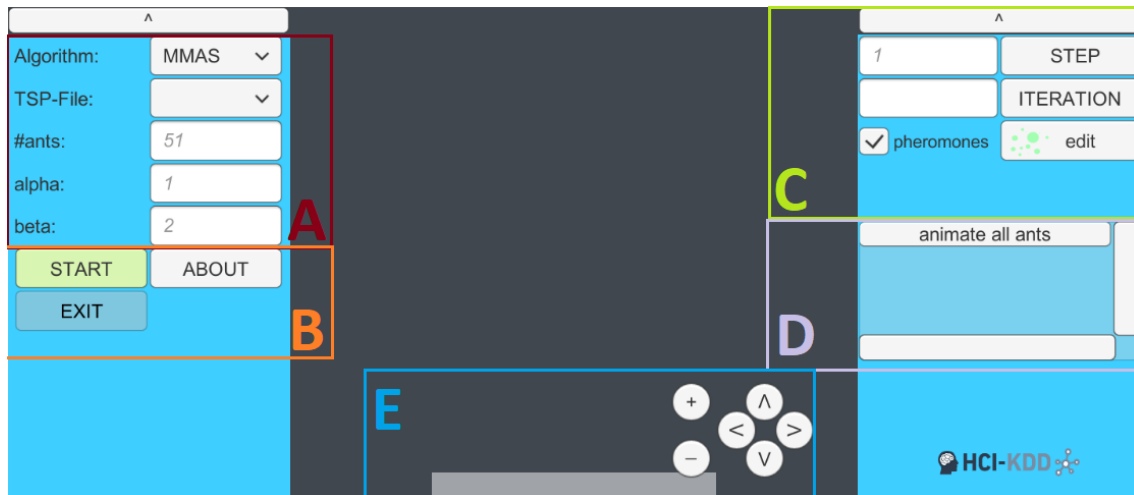 ^
Algorithm: MMAS
TSP-File:
#ants: 51
alpha: 1
beta: 2
A
START ABOUT
EXIT
B
^
1 STEP
ITERATION
pheromones edit
C
animate all ants
D
E
+ ^
< >
- v
HCI-KDD